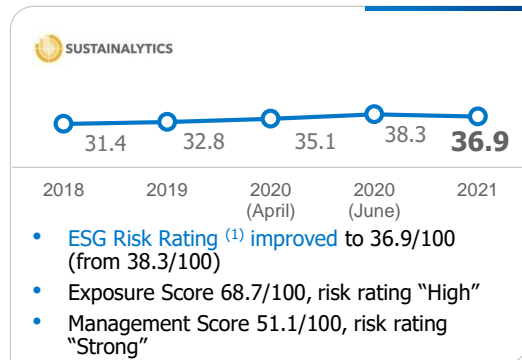 SUSTAINALYTICS
31.4 32.8 35.1 38.3 36.9
2018 2019 2020 2020 2021
(April) (June)
• ESG Risk Rating (1) improved to 36.9/100
(from 38.3/100)
• Exposure Score 68.7/100, risk rating “High”
• Management Score 51.1/100, risk rating
“Strong”